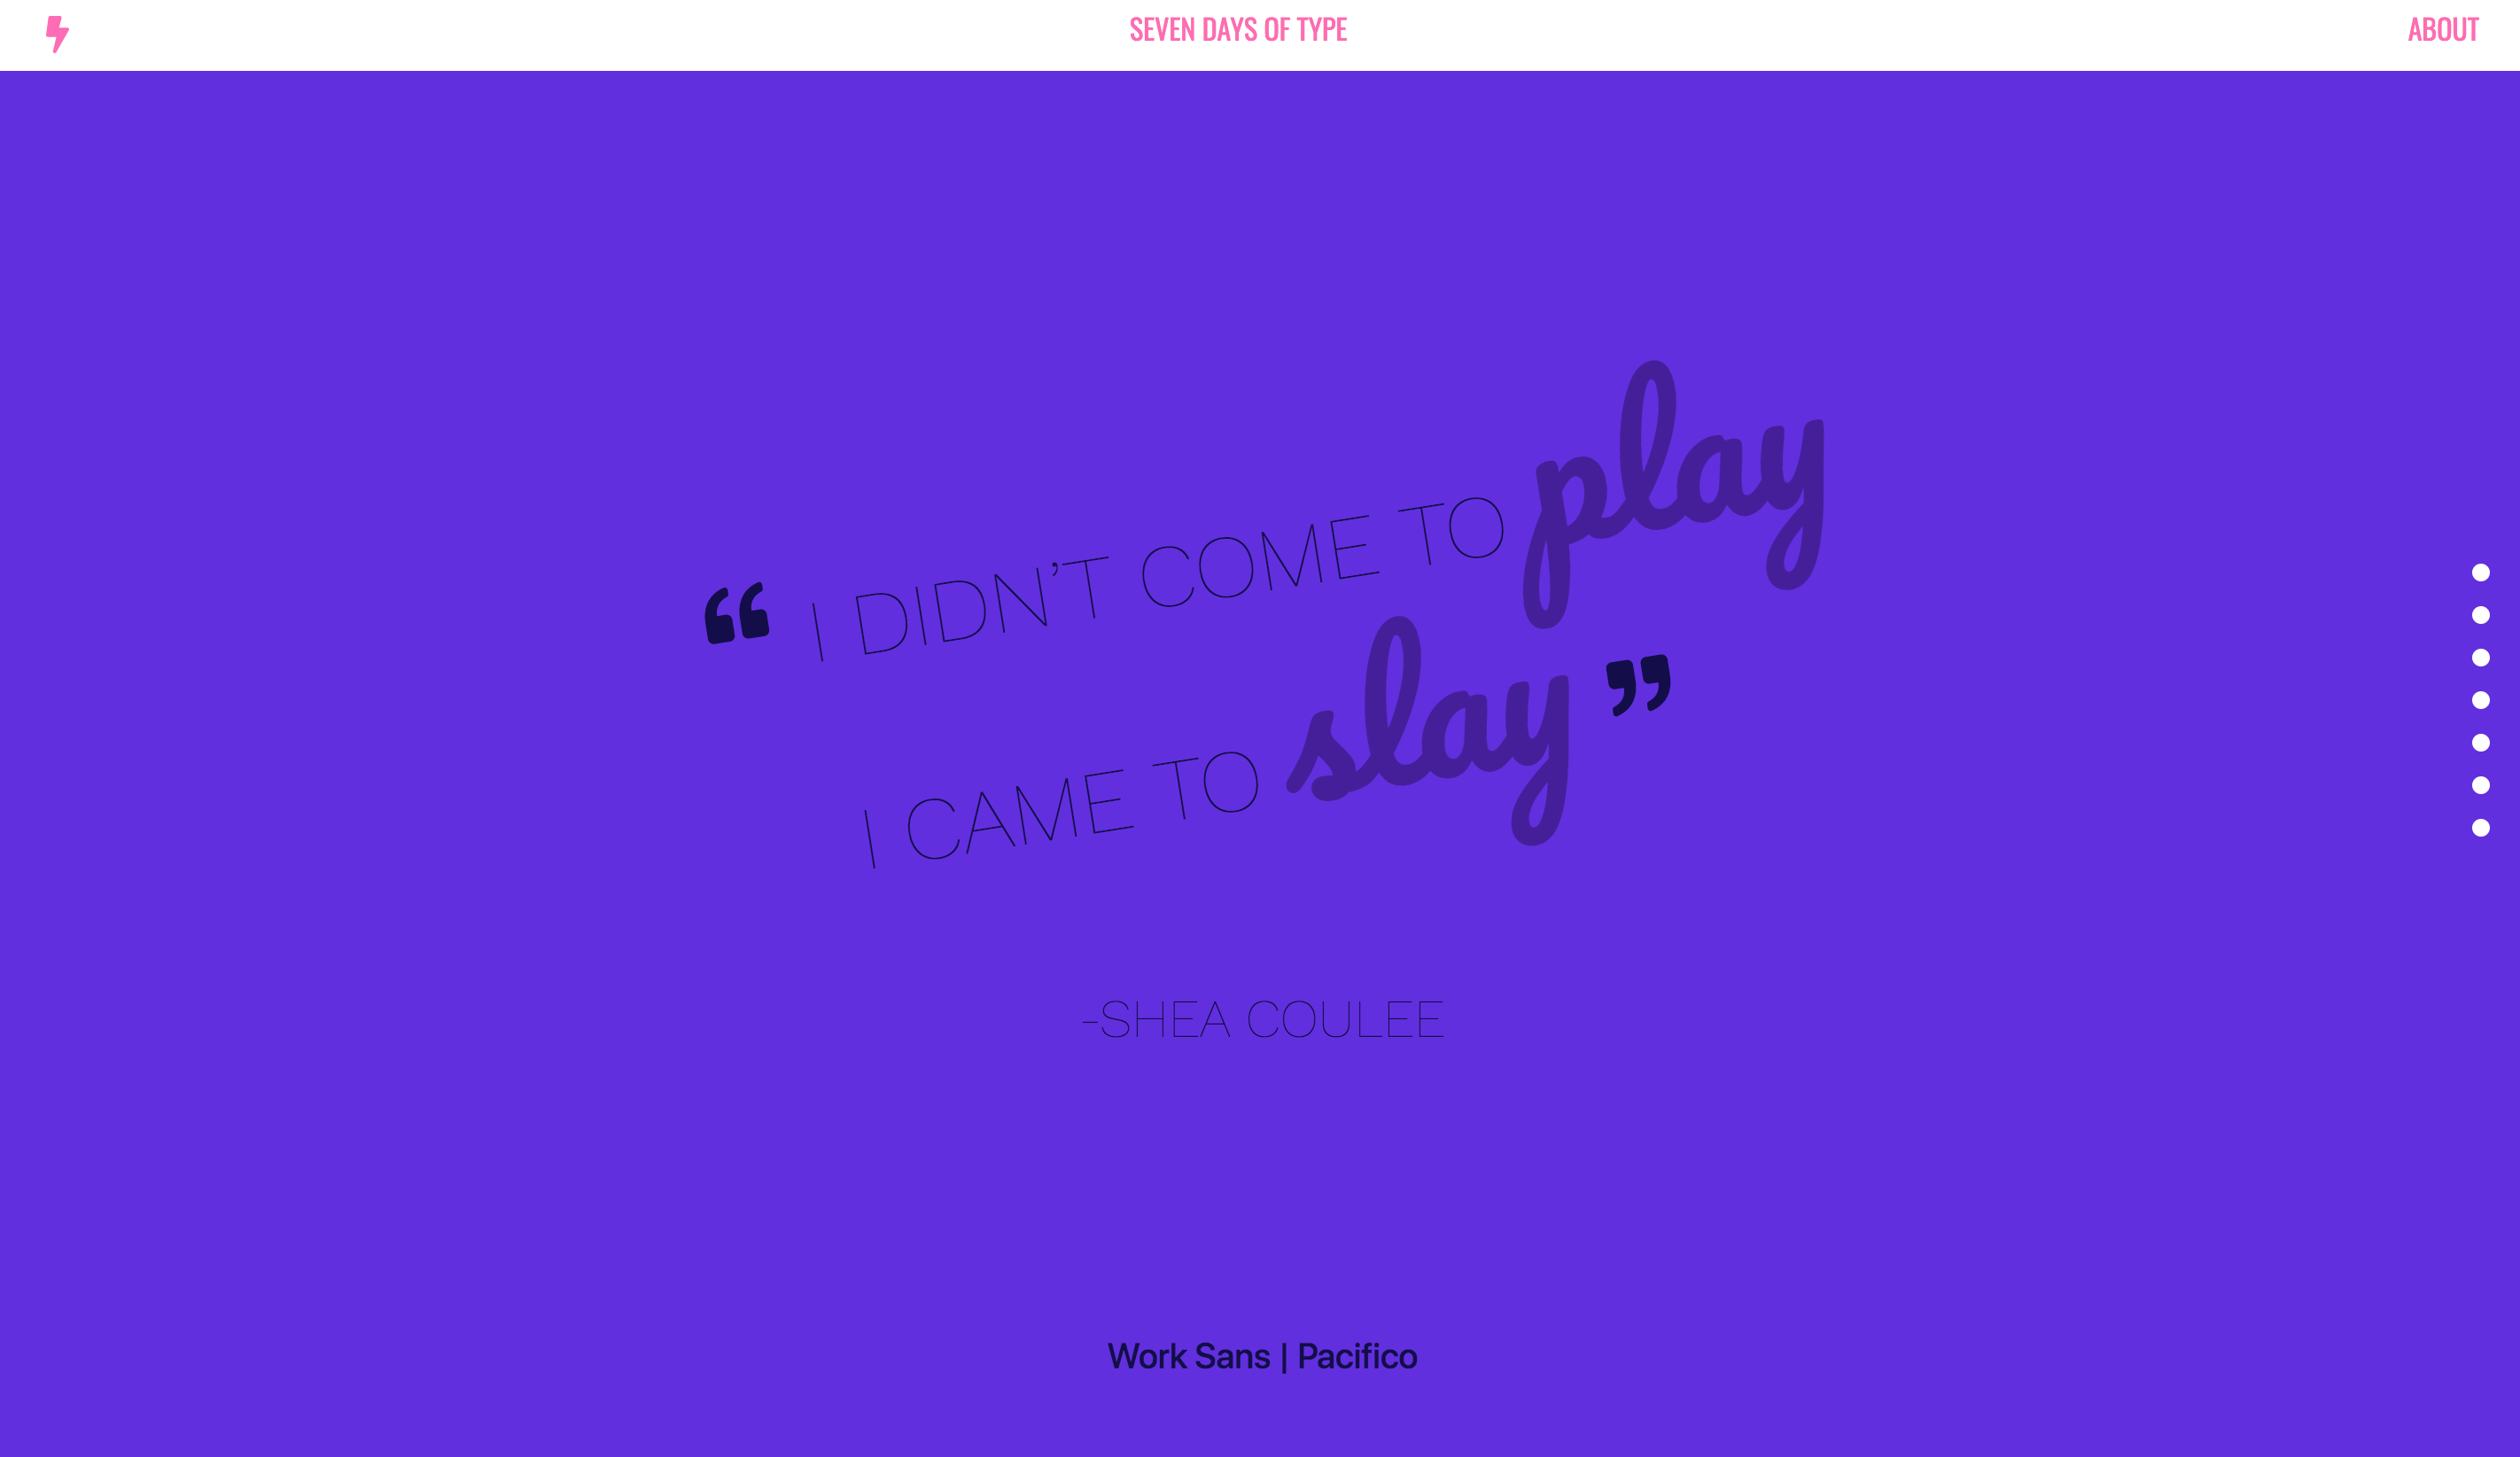 SEVEN DAYS OF TYPE
ABOUT
“ I DIDN’T COME TO play
I CAME TO slay ”
-SHEA COULEE
Work Sans | Pacifico